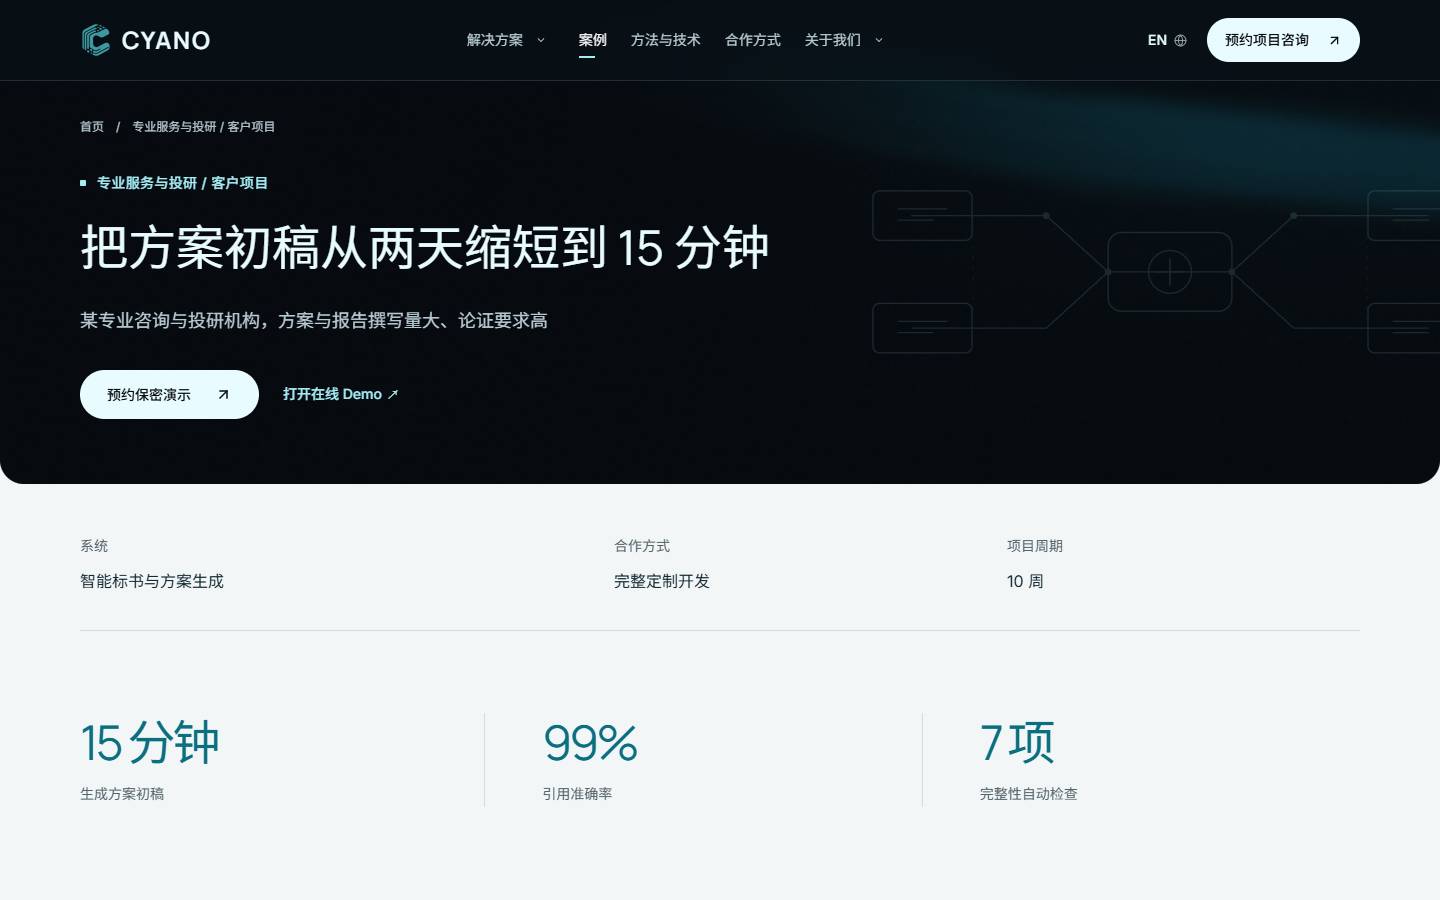 CYANO
解决方案
案例
方法与技术
合作方式
关于我们
EN
预约项目咨询
首页 / 专业服务与投研 / 客户项目
专业服务与投研 / 客户项目
把方案初稿从两天缩短到 15 分钟
某专业咨询与投研机构，方案与报告撰写量大、论证要求高
预约保密演示
打开在线 Demo ↗
系统
智能标书与方案生成
合作方式
完整定制开发
项目周期
10 周
15 分钟
生成方案初稿
99%
引用准确率
7 项
完整性自动检查